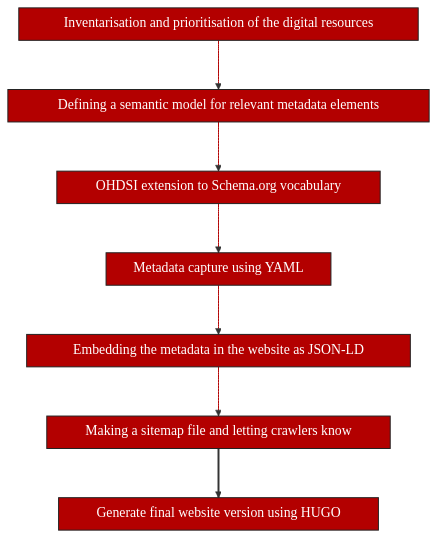 Inventarisation and prioritisation of the digital resources
Defining a semantic model for relevant metadata elements
OHDSI extension to Schema.org vocabulary
Metadata capture using YAML
Embedding the metadata in the website as JSON-LD
Making a sitemap file and letting crawlers know
Generate final website version using HUGO